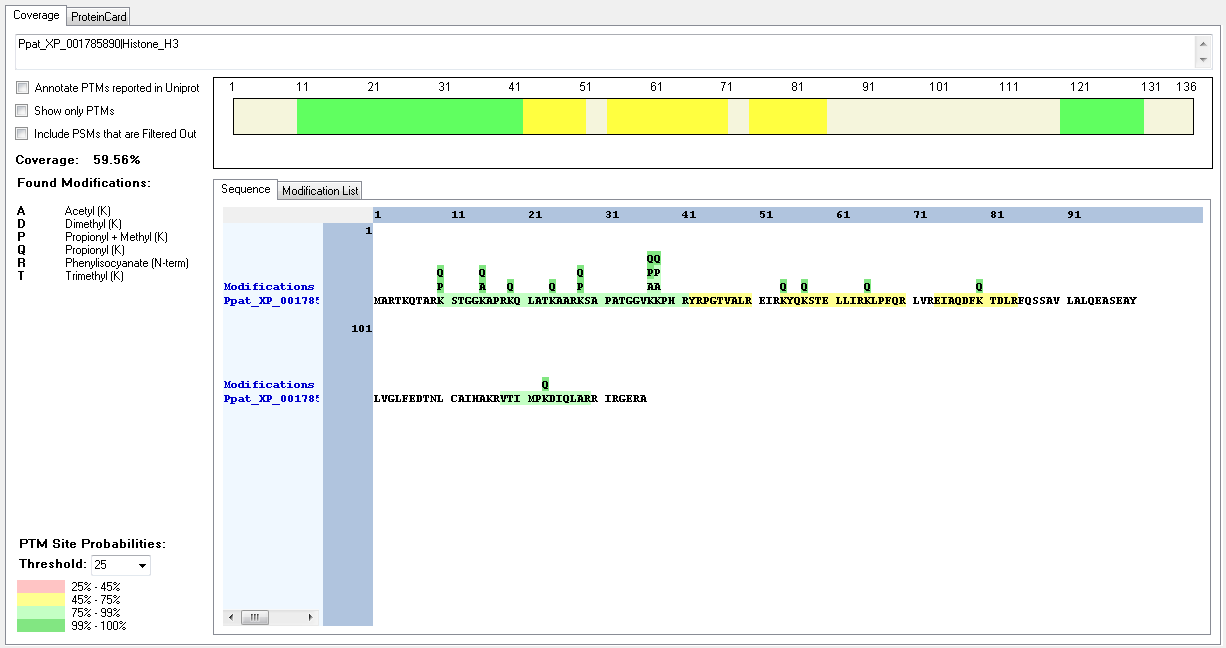 Coverage ProteinCard
Ppat_XP_001785890|Histone_H3
Annotate PTMs reported in Uniprot
Show only PTMs
Include PSMs that are Filtered Out
Coverage: 59.56%
Found Modifications:
A Acetyl (K)
D Dimethyl (K)
P Propionyl + Methyl (K)
Q Propionyl (K)
R Phenylisocyanate (N-term)
T Trimethyl (K)
1 11 21 31 41 51 61 71 81 91 101 111 121 131 136
Sequence Modification List
1 11 21 31 41 51 61 71 81 91
1
QQ
Q Q Q PP
Modifications P A Q Q P AA Q Q Q Q
Ppat_XP_001785 MARTKQTARK STGGKAPRKQ LATKAARKSA PATGGVKKPH RYRPGTVALR EIRKYQKSTE LLIRKLPFQR LVREIAQDFK TDLRFQSSAV LALQEASEAY
101
Q
Modifications
Ppat_XP_001785 LVGLFEDTNL CAIHAKRVTI MPKDIQLARR IRGERA
PTM Site Probabilities:
Threshold: 25
25% - 45%
45% - 75%
75% - 99%
99% - 100%